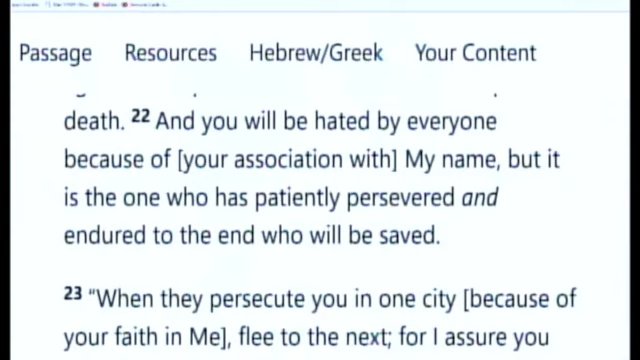 Passage Resources Hebrew/Greek Your Content
death. 22 And you will be hated by everyone
because of [your association with] My name, but it
is the one who has patiently persevered and
endured to the end who will be saved.
23 “When they persecute you in one city [because of
your faith in Me], flee to the next; for I assure you